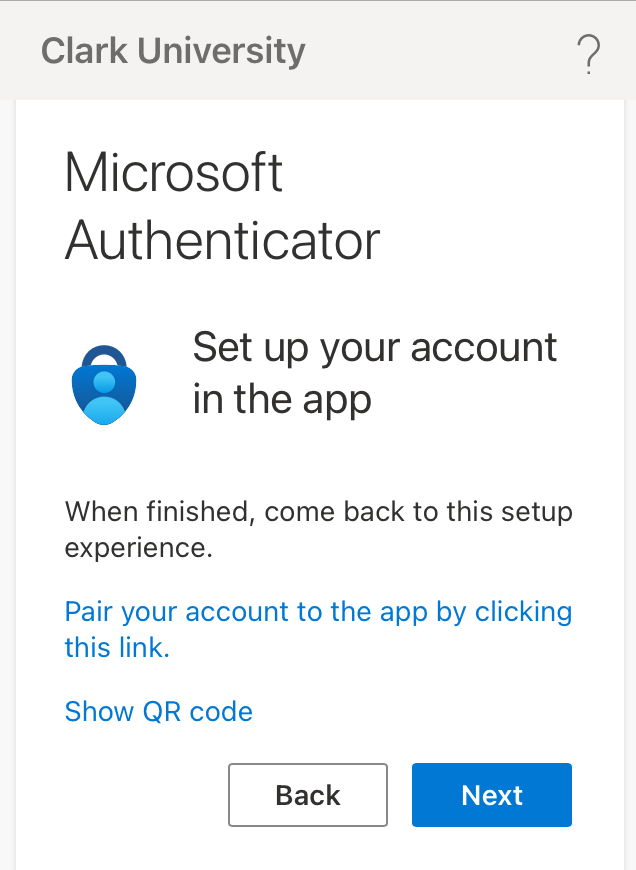 Clark University
?
Microsoft
Authenticator
Set up your account
in the app
When finished, come back to this setup
experience.
Pair your account to the app by clicking
this link.
Show QR code
Back Next